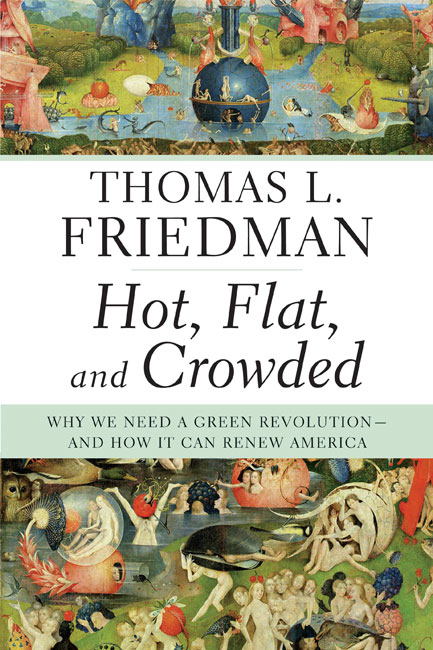 THOMAS L.
FRIEDMAN
Hot, Flat,
and Crowded
WHY WE NEED A GREEN REVOLUTION—
AND HOW IT CAN RENEW AMERICA